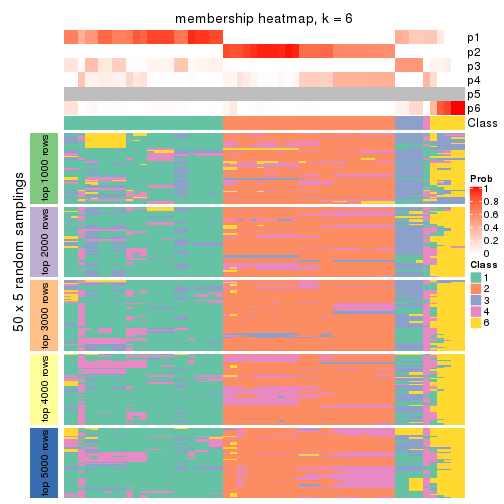 membership heatmap, k = 6
p1
p2
p3
p4
p5
p6
Class
50 x 5 random samplings
top 1000 rows
top 2000 rows
top 3000 rows
top 4000 rows
top 5000 rows
Prob
1
0.8
0.6
0.4
0.2
0
Class
1
2
3
4
6